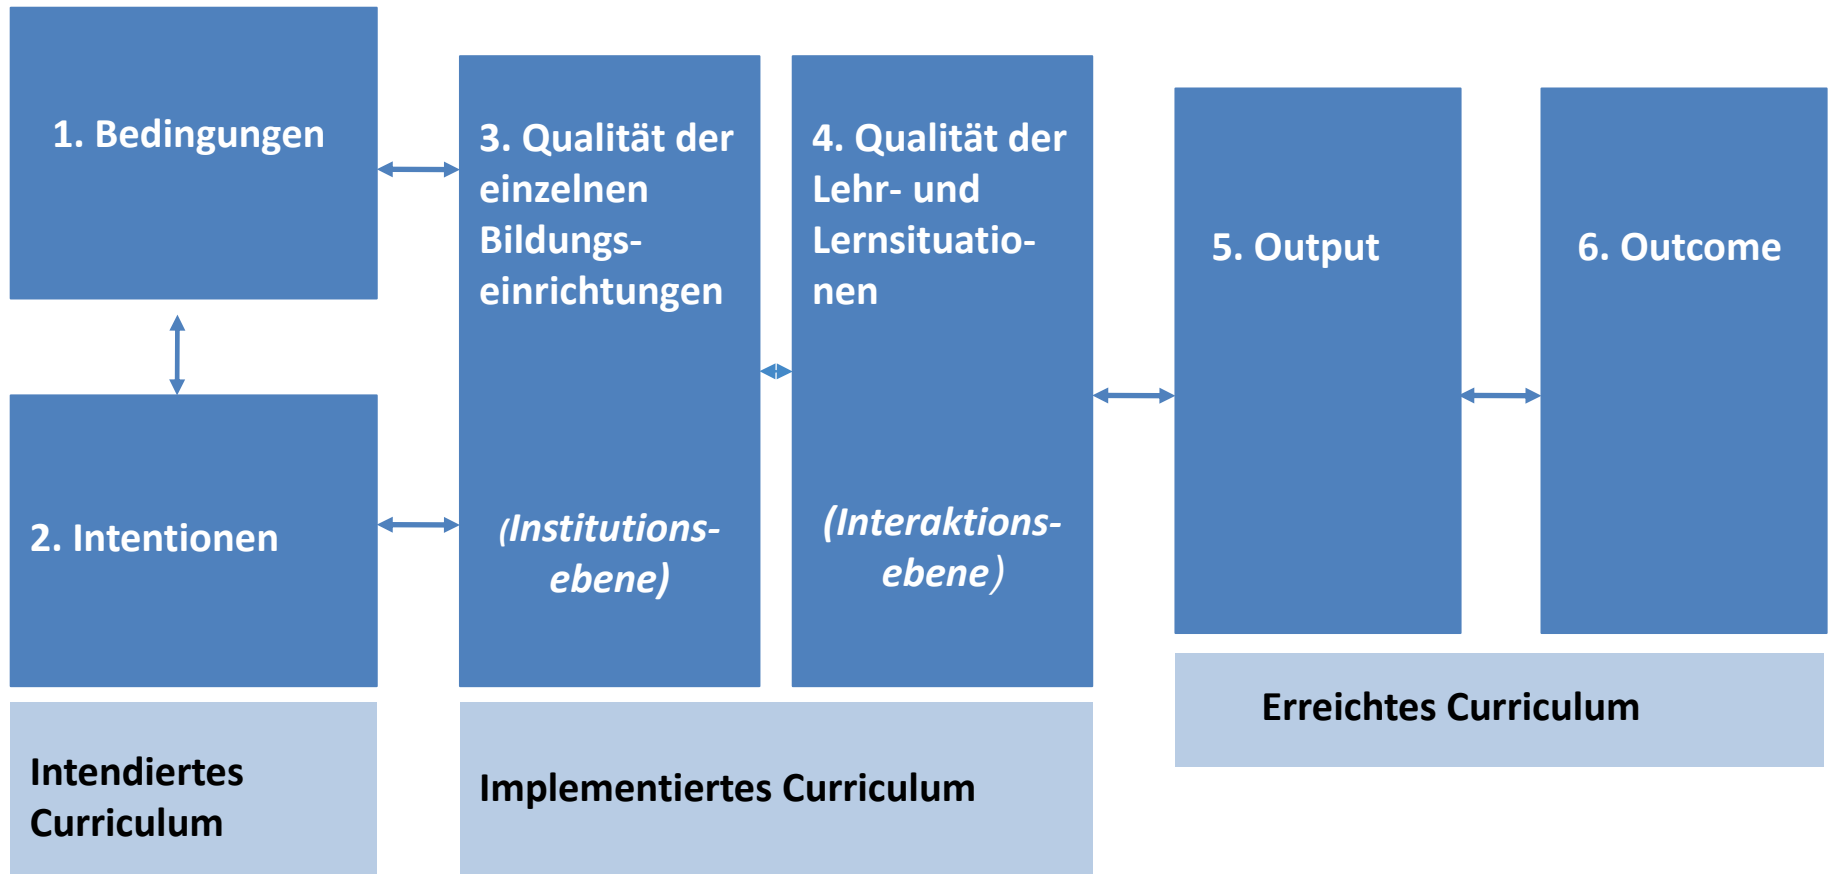 1. Bedingungen
2. Intentionen
Intendiertes
Curriculum
3. Qualität der
einzelnen
Bildungs-
einrichtungen
(Institutions-
ebene)
4. Qualität der
Lehr- und
Lernsituatio-
nen
(Interaktions-
ebene)
Implementiertes Curriculum
5. Output
6. Outcome
Erreichtes Curriculum